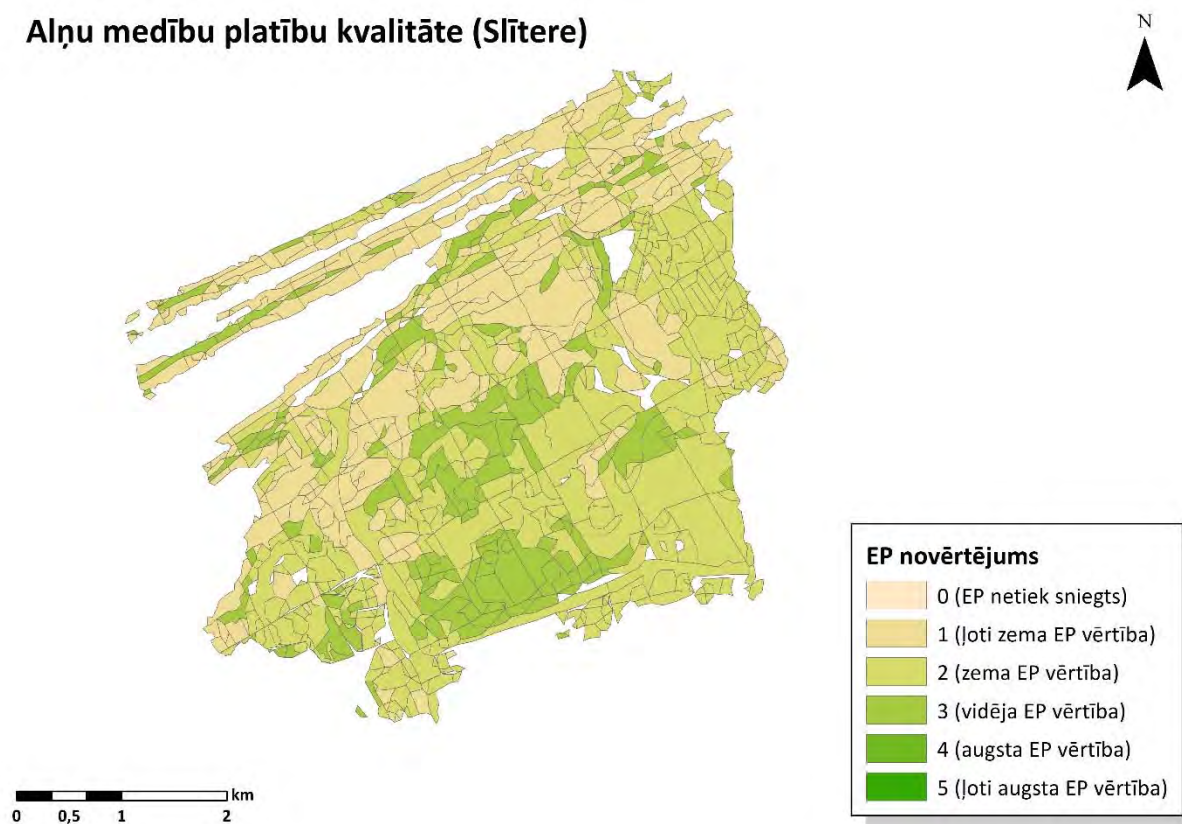 Alņu medību platību kvalitāte (Slītere)
N
EP novērtējums
0 (EP netiek sniegts)
1 (ļoti zema EP vērtība)
2 (zema EP vērtība)
3 (vidēja EP vērtība)
4 (augsta EP vērtība)
5 (ļoti augsta EP vērtība)
km
0 0,5 1 2